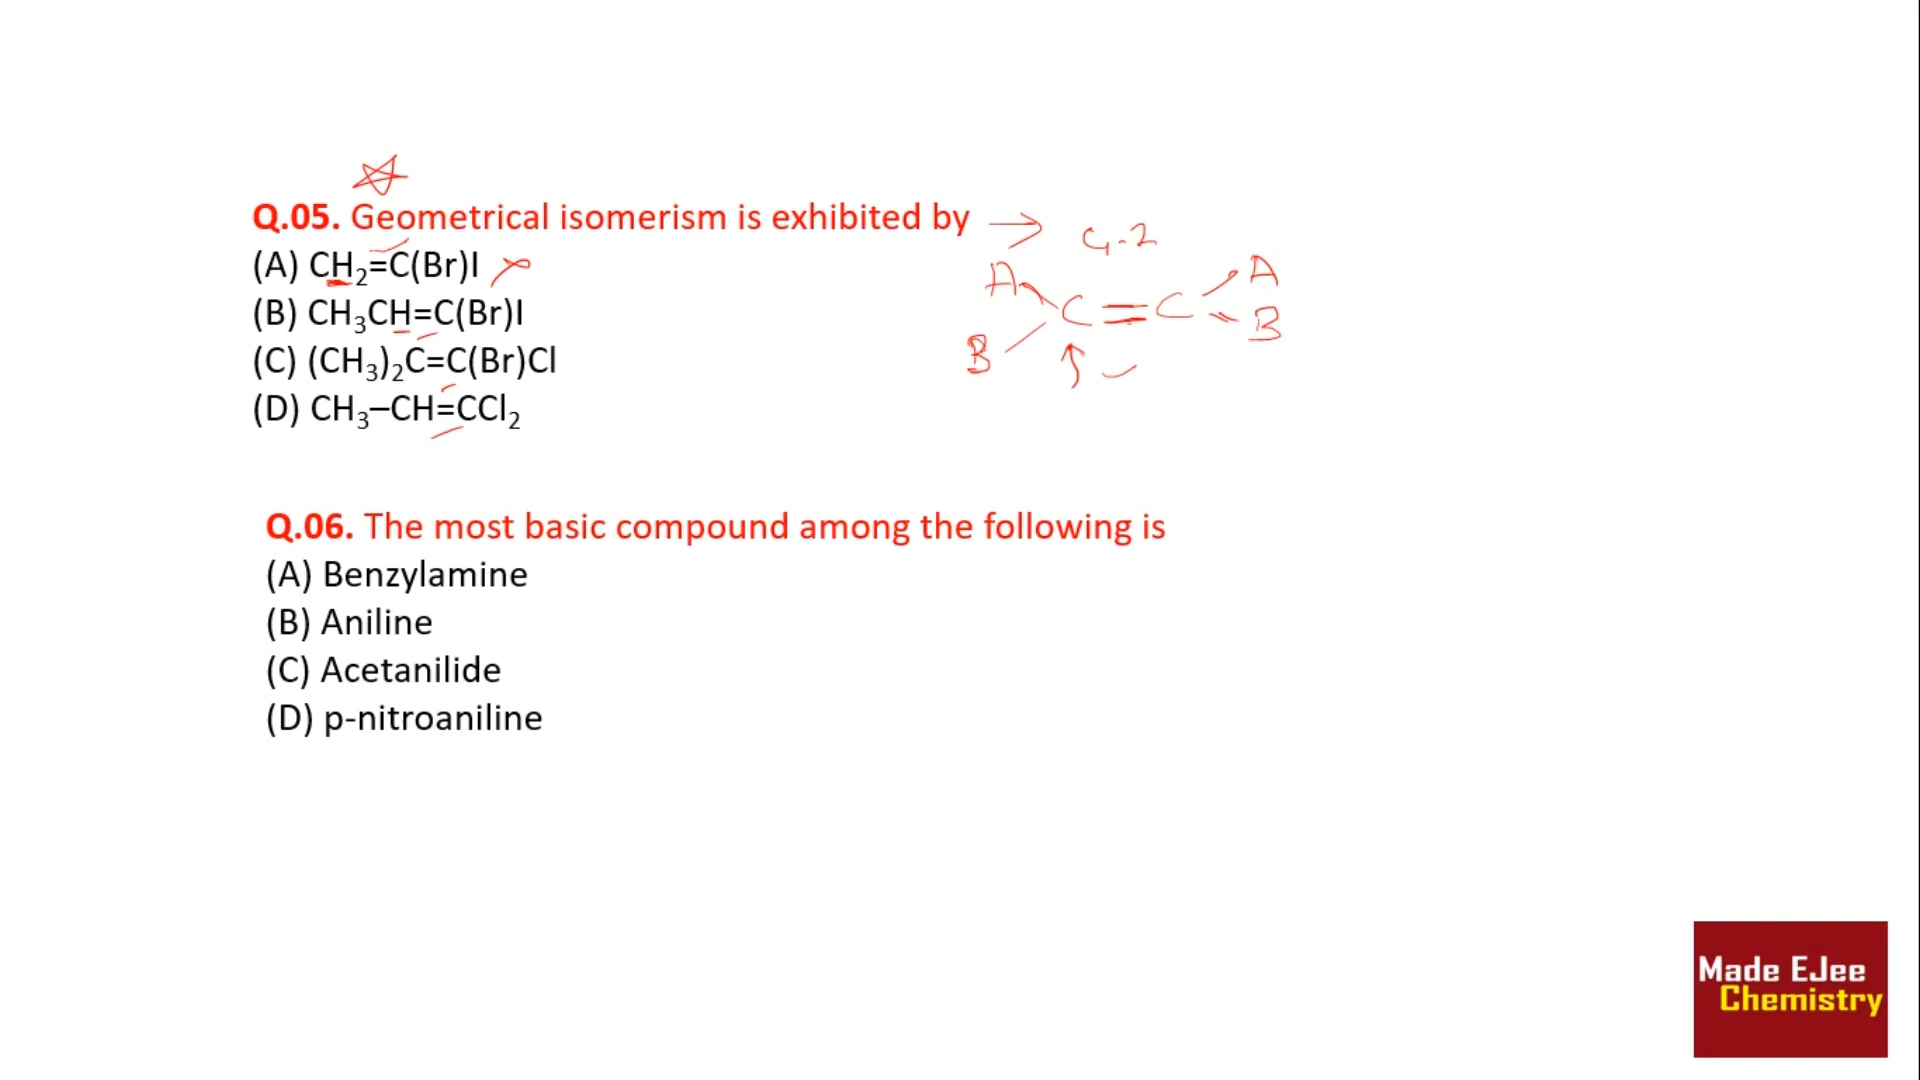 Q.05. Geometrical isomerism is exhibited by → G.I
(A) CH₂=C(Br)I ×
(B) CH₃CH=C(Br)I
(C) (CH₃)₂C=C(Br)Cl
(D) CH₃–CH=CCl₂
A A
C=C
B B
Q.06. The most basic compound among the following is
(A) Benzylamine
(B) Aniline
(C) Acetanilide
(D) p-nitroaniline
Made EJee
Chemistry